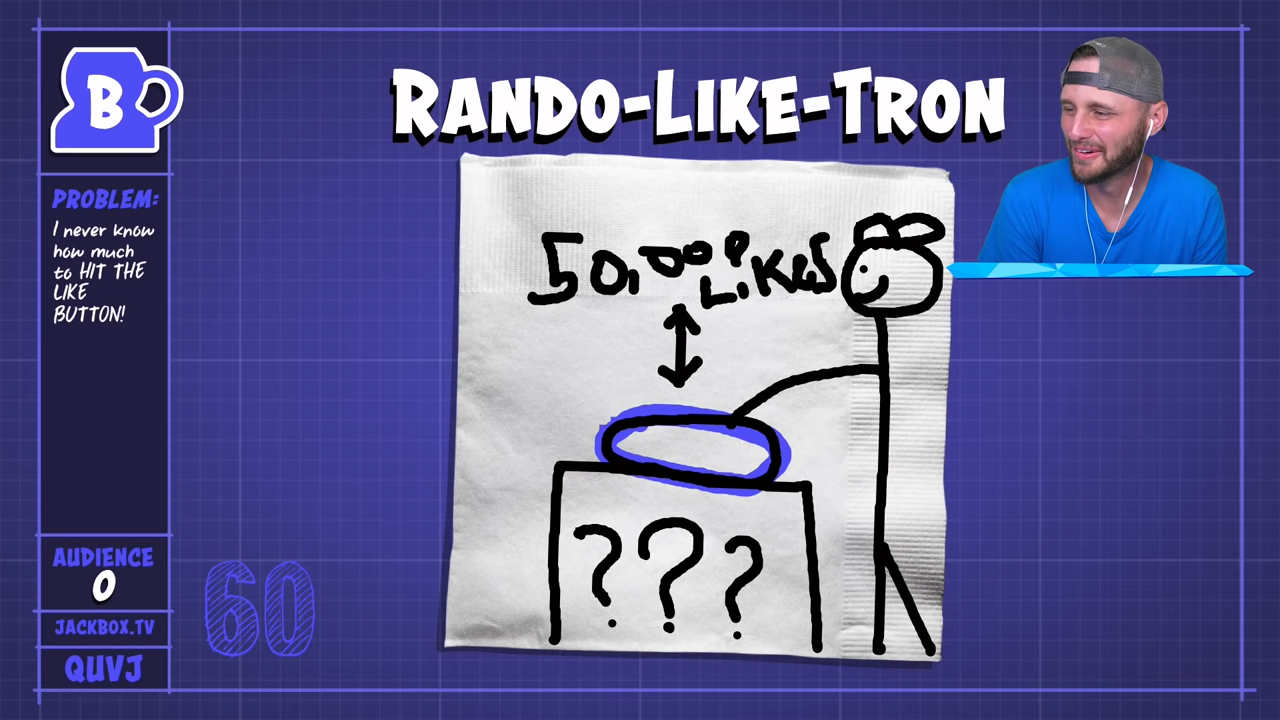 B
RANDO-LIKE-TRON
PROBLEM:
I never know
how much
to HIT THE
LIKE
BUTTON!
50,000?
LIKES
???
AUDIENCE
0
JACKBOX.TV
QUVJ
60